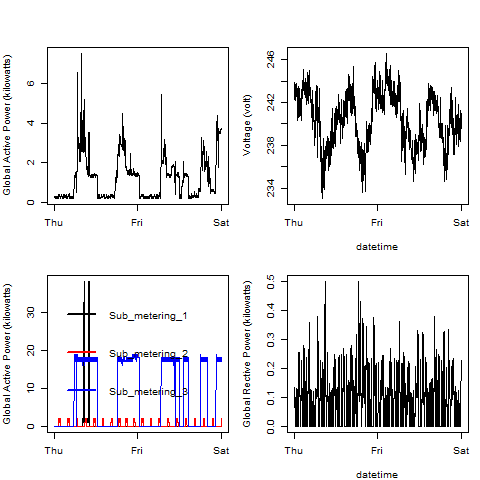 Global Active Power (kilowatts)
0 2 4 6
Thu Fri Sat
Voltage (volt)
234 238 242 246
Thu Fri Sat
datetime
Global Active Power (kilowatts)
0 10 20 30
Sub_metering_1
Sub_metering_2
Sub_metering_3
Thu Fri Sat
Global Rective Power (kilowatts)
0.0 0.1 0.2 0.3 0.4 0.5
Thu Fri Sat
datetime